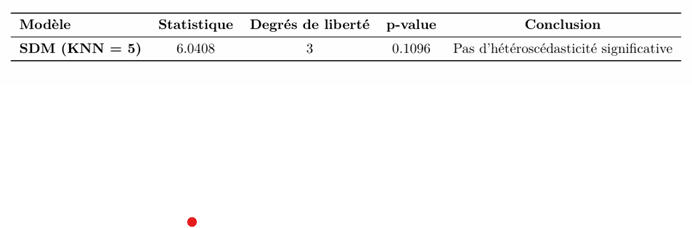 Modèle Statistique Degrés de liberté p-value Conclusion
SDM (KNN = 5) 6.0408 3 0.1096 Pas d'hétéroscédasticité significative